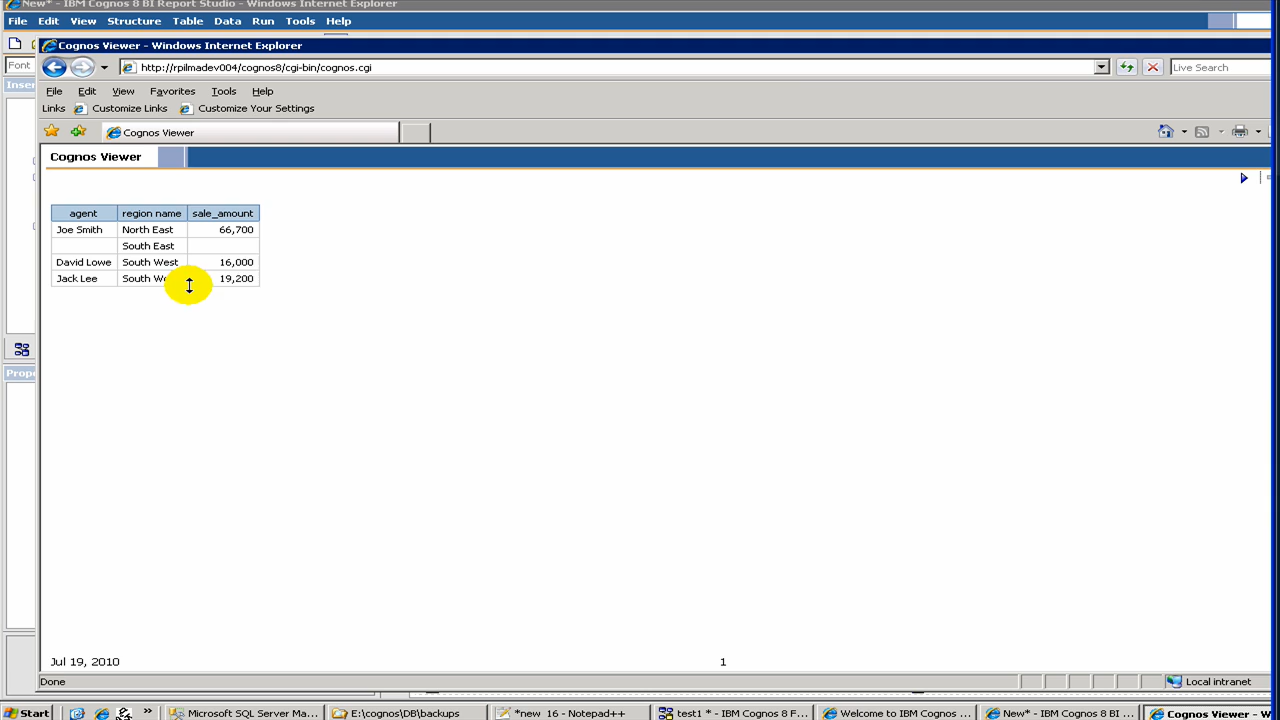 New* - IBM Cognos 8 BI Report Studio - Windows Internet Explorer
File Edit View Structure Table Data Run Tools Help
Cognos Viewer - Windows Internet Explorer
Font http://rpilmadev004/cognos8/cgi-bin/cognos.cgi Live Search
File Edit View Favorites Tools Help
Links Customize Links Customize Your Settings
Cognos Viewer
Cognos Viewer
agent region name sale_amount
Joe Smith North East 66,700
South East
David Lowe South West 16,000
Jack Lee South 19,200
Jul 19, 2010 1
Done Local intranet
Start » Microsoft SQL Server Ma... E:\cognos\DB\backups *new 16 - Notepad++ test1 * - IBM Cognos 8 F... Welcome to IBM Cognos ... New* - IBM Cognos 8 BI ... Cognos Viewer - W